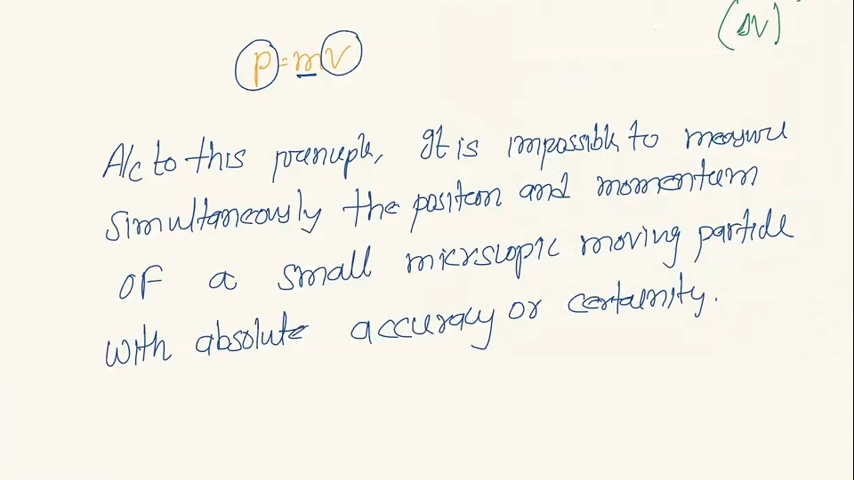 (ΔV)
p = mv
A/c to this principle, It is impossible to measure
simultaneously the position and momentum
of a small microscopic moving particle
with absolute accuracy or certainity.